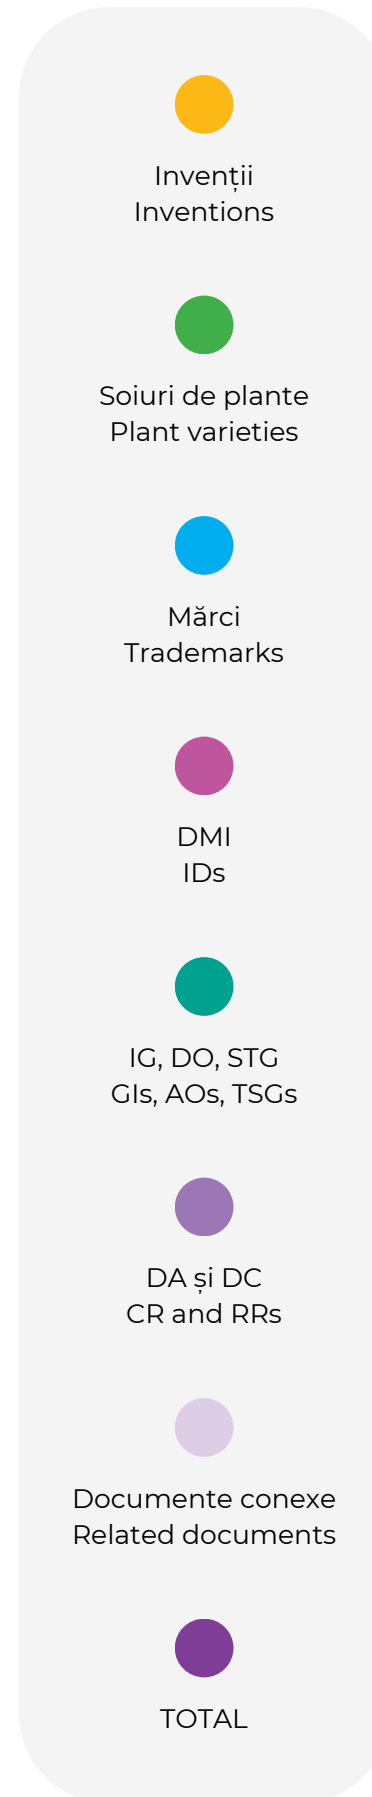 Invenții
Inventions
Soiuri de plante
Plant varieties
Mărci
Trademarks
DMI
IDs
IG, DO, STG
GIs, AOs, TSGs
DA și DC
CR and RRs
Documente conexe
Related documents
TOTAL